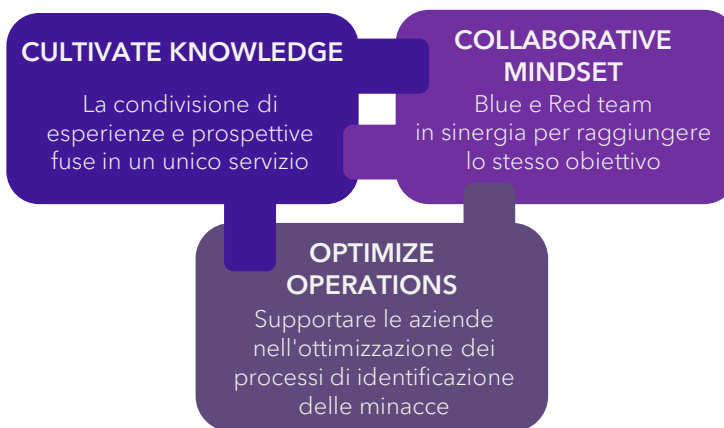 CULTIVATE KNOWLEDGE
La condivisione di
esperienze e prospettive
fuse in un unico servizio
COLLABORATIVE
MINDSET
Blue e Red team
in sinergia per raggiungere
lo stesso obiettivo
OPTIMIZE
OPERATIONS
Supportare le aziende
nell'ottimizzazione dei
processi di identificazione
delle minacce